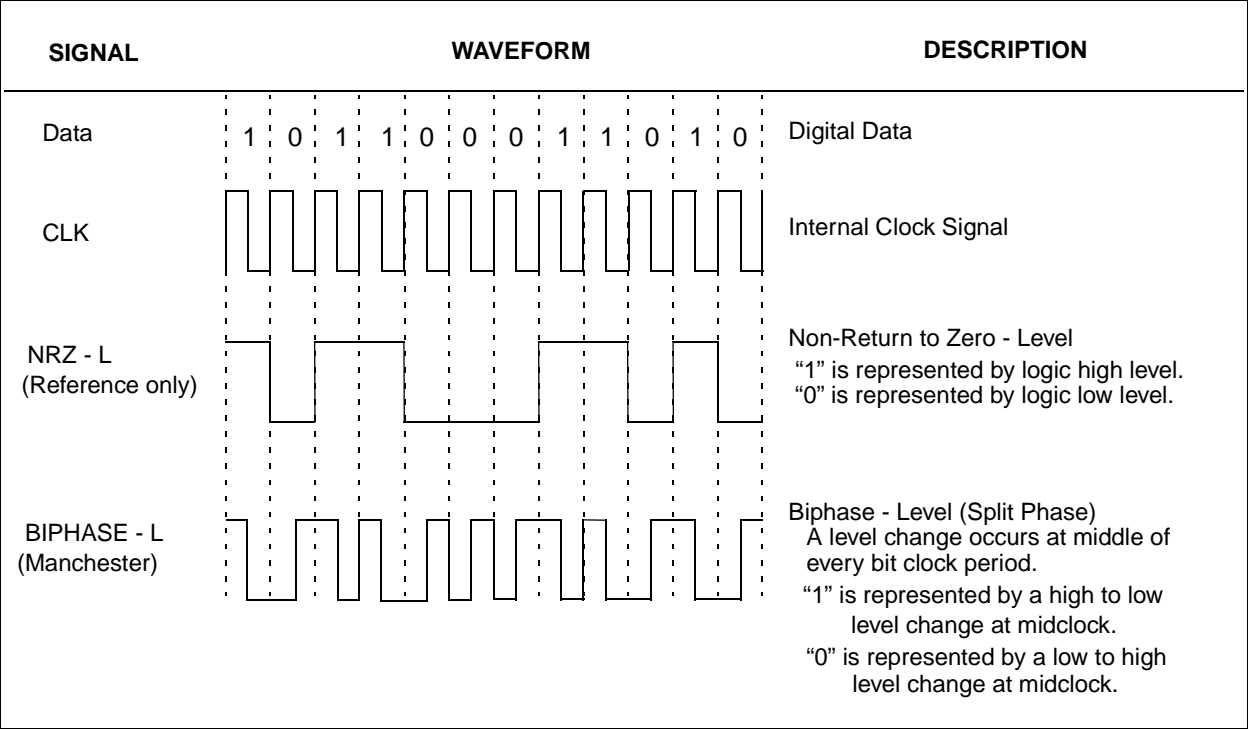 SIGNAL WAVEFORM DESCRIPTION
Data 1 0 1 1 0 0 0 1 1 0 1 0 Digital Data
CLK Internal Clock Signal
NRZ - L
(Reference only)
Non-Return to Zero - Level
“1” is represented by logic high level.
“0” is represented by logic low level.
BIPHASE - L
(Manchester)
Biphase - Level (Split Phase)
A level change occurs at middle of
every bit clock period.
“1” is represented by a high to low
level change at midclock.
“0” is represented by a low to high
level change at midclock.